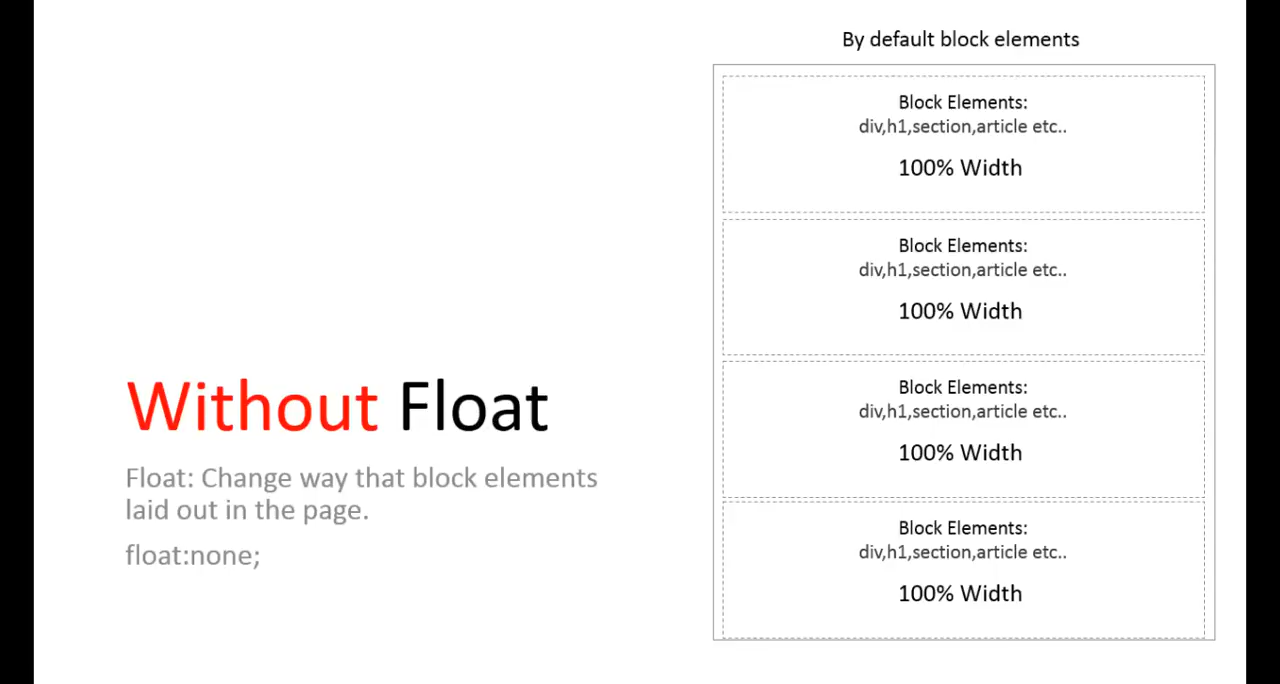 Without Float
Float: Change way that block elements
laid out in the page.
float:none;
By default block elements
Block Elements:
div,h1,section,article etc..
100% Width
Block Elements:
div,h1,section,article etc..
100% Width
Block Elements:
div,h1,section,article etc..
100% Width
Block Elements:
div,h1,section,article etc..
100% Width